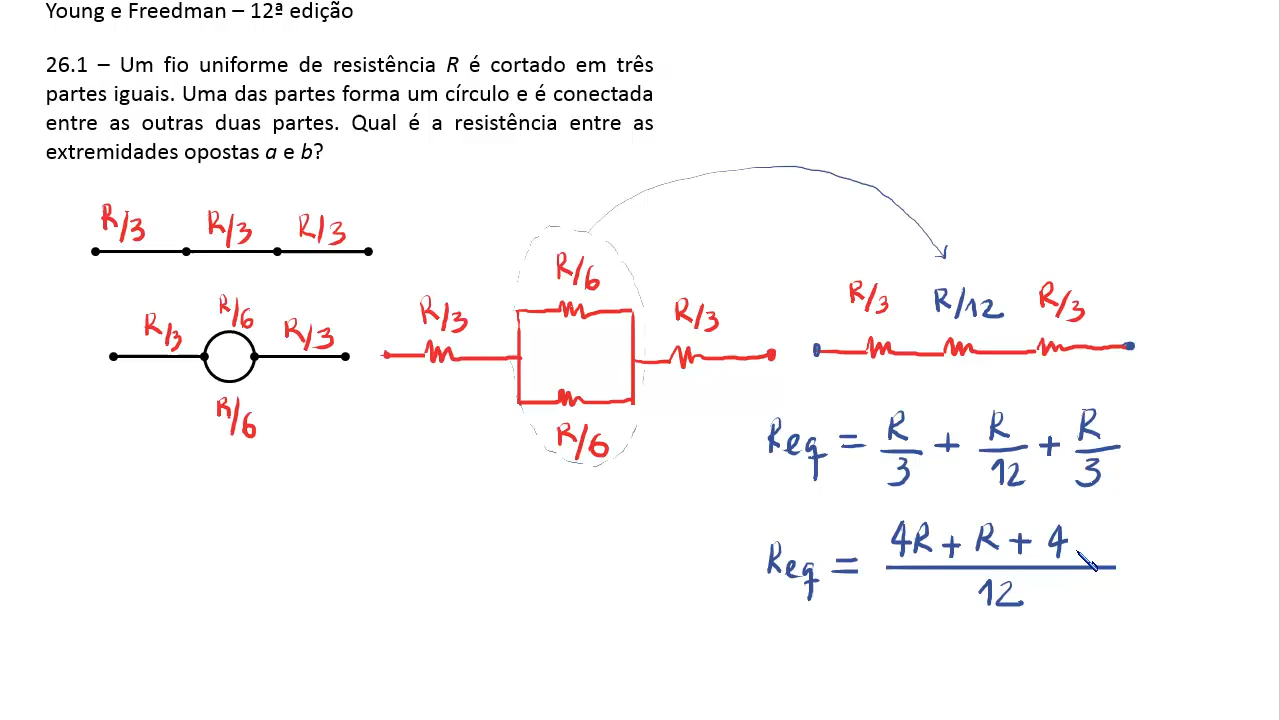 Young e Freedman – 12ª edição
26.1 – Um fio uniforme de resistência R é cortado em três
partes iguais. Uma das partes forma um círculo e é conectada
entre as outras duas partes. Qual é a resistência entre as
extremidades opostas a e b?
R/3 R/3 R/3
R/3 R/6 R/3
R/6
R/3 R/6 R/3
R/6
R/3 R/12 R/3
Req = R/3 + R/12 + R/3
Req = 4R + R + 4
12